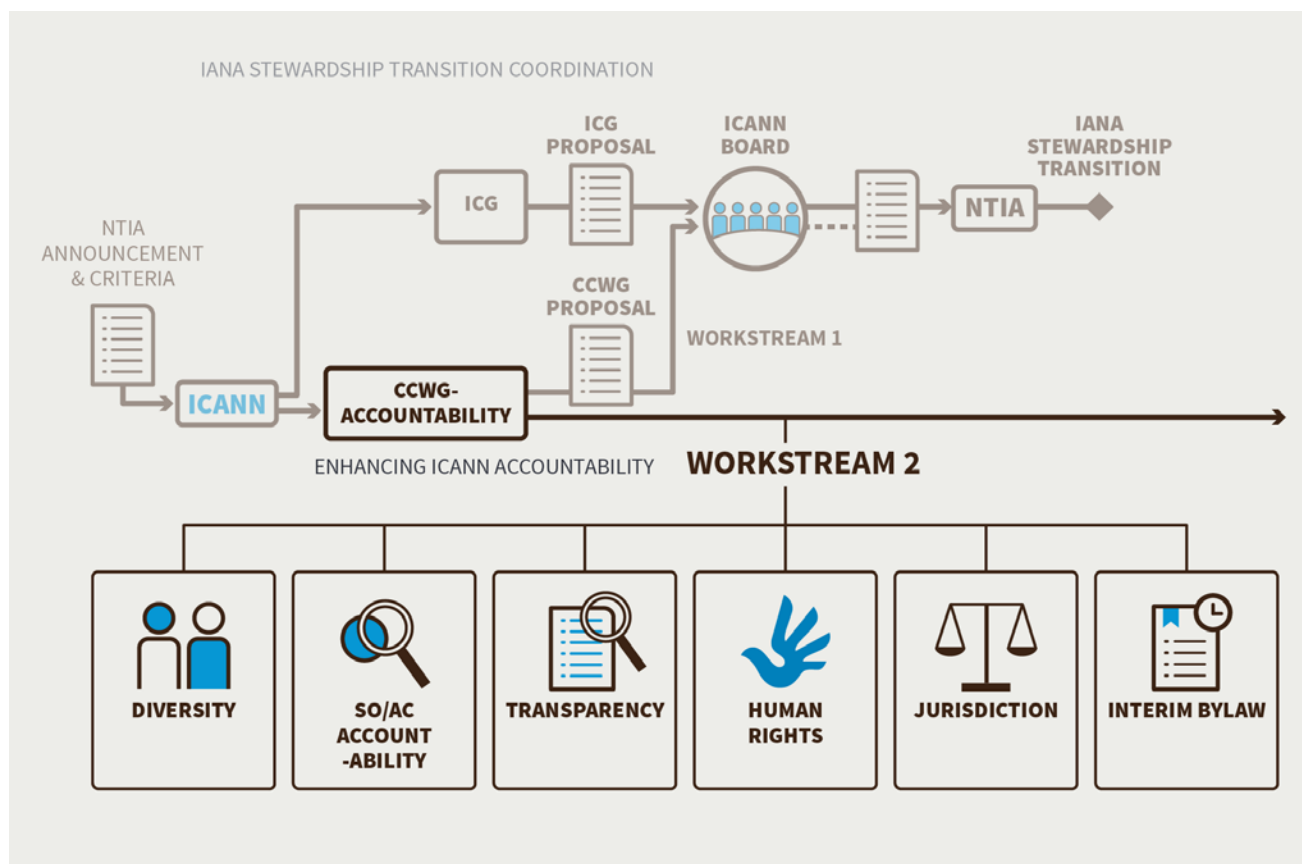 IANA STEWARDSHIP TRANSITION COORDINATION
ICG
PROPOSAL
ICANN
BOARD
IANA
STEWARDSHIP
TRANSITION
ICG
NTIA
NTIA
ANNOUNCEMENT
& CRITERIA
CCWG
PROPOSAL
WORKSTREAM 1
ICANN
CCWG-
ACCOUNTABILITY
ENHANCING ICANN ACCOUNTABILITY
WORKSTREAM 2
DIVERSITY
SO/AC
ACCOUNT
-ABILITY
TRANSPARENCY
HUMAN
RIGHTS
JURISDICTION
INTERIM BYLAW